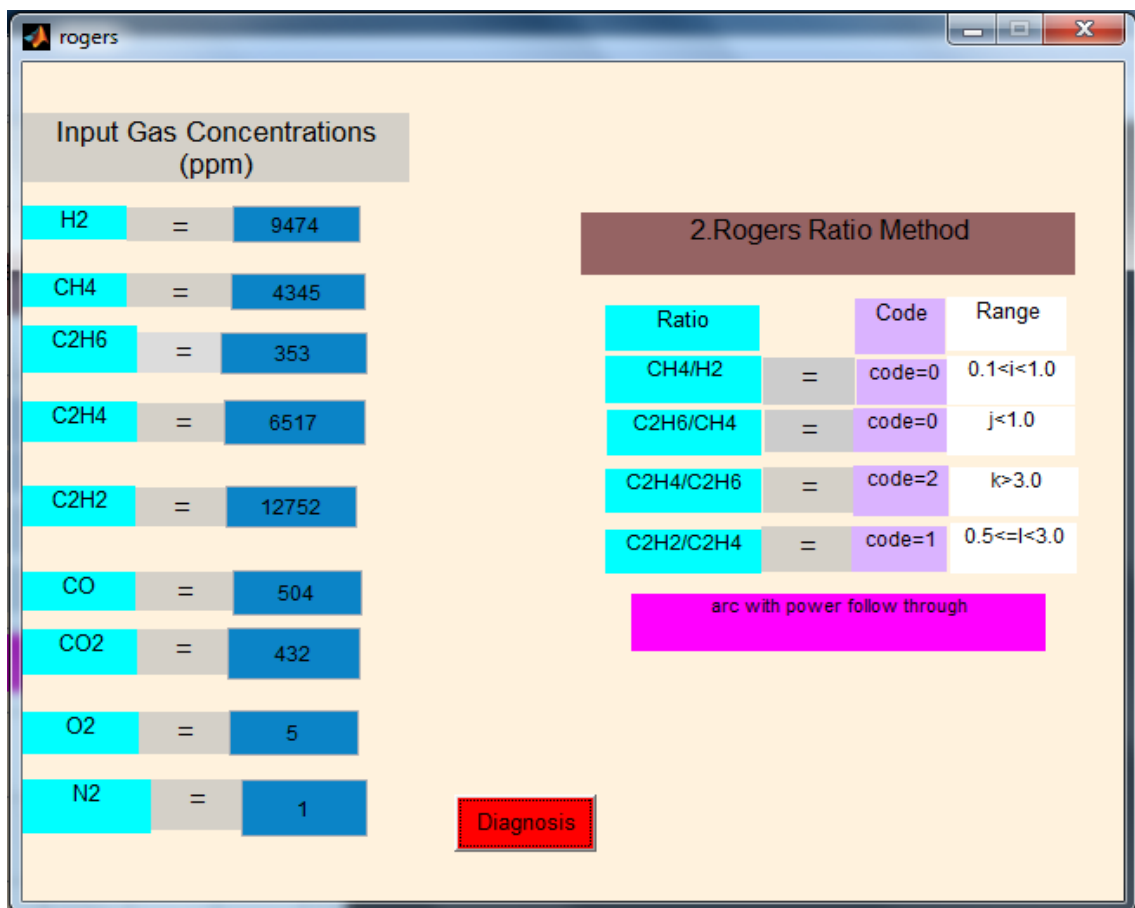 rogers
Input Gas Concentrations
(ppm)
H2 = 9474
CH4 = 4345
C2H6 = 353
C2H4 = 6517
C2H2 = 12752
CO = 504
CO2 = 432
O2 = 5
N2 = 1
2.Rogers Ratio Method
Ratio Code Range
CH4/H2 = code=0 0.1<i<1.0
C2H6/CH4 = code=0 j<1.0
C2H4/C2H6 = code=2 k>3.0
C2H2/C2H4 = code=1 0.5<=l<3.0
arc with power follow through
Diagnosis